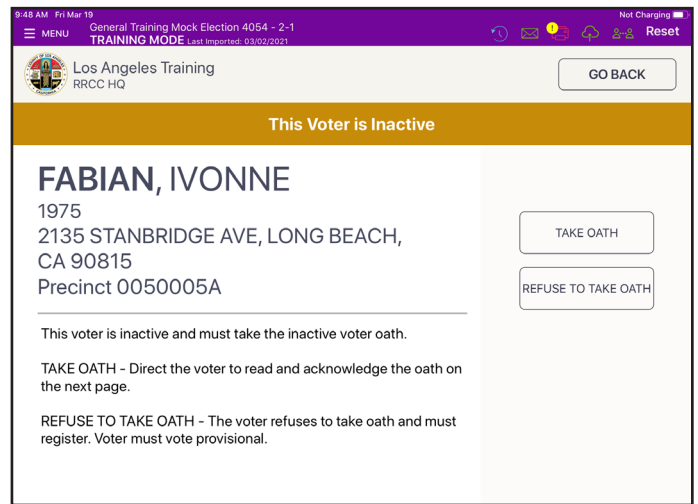 9:48 AM Fri Mar 19
Not Charging
MENU
General Training Mock Election 4054 - 2-1
TRAINING MODE Last Imported: 03/02/2021
Reset
Los Angeles Training
RRCC HQ
GO BACK
This Voter is Inactive
FABIAN, IVONNE
1975
2135 STANBRIDGE AVE, LONG BEACH,
CA 90815
Precinct 0050005A
TAKE OATH
REFUSE TO TAKE OATH
This voter is inactive and must take the inactive voter oath.
TAKE OATH - Direct the voter to read and acknowledge the oath on
the next page.
REFUSE TO TAKE OATH - The voter refuses to take oath and must
register. Voter must vote provisional.